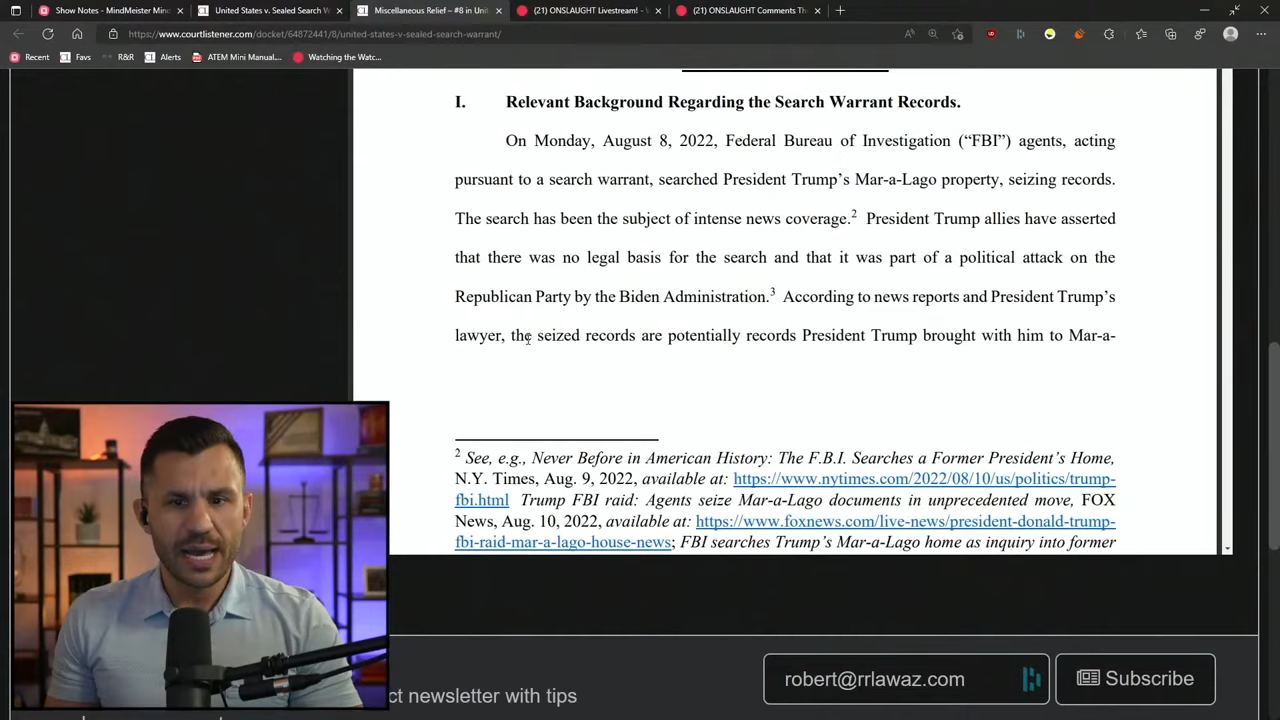 Show Notes - MindMeister Mind
United States v. Sealed Search W
Miscellaneous Relief – #8 in Unit
(21) ONSLAUGHT Livestream! -
(21) ONSLAUGHT Comments Th
https://www.courtlistener.com/docket/64872441/8/united-states-v-sealed-search-warrant/
Recent
Favs
R&R
Alerts
ATEM Mini Manual...
Watching the Watc...
I. Relevant Background Regarding the Search Warrant Records.
On Monday, August 8, 2022, Federal Bureau of Investigation (“FBI”) agents, acting
pursuant to a search warrant, searched President Trump’s Mar-a-Lago property, seizing records.
The search has been the subject of intense news coverage.2 President Trump allies have asserted
that there was no legal basis for the search and that it was part of a political attack on the
Republican Party by the Biden Administration.3 According to news reports and President Trump’s
lawyer, the seized records are potentially records President Trump brought with him to Mar-a-
2 See, e.g., Never Before in American History: The F.B.I. Searches a Former President’s Home,
N.Y. Times, Aug. 9, 2022, available at: https://www.nytimes.com/2022/08/10/us/politics/trump-
fbi.html Trump FBI raid: Agents seize Mar-a-Lago documents in unprecedented move, FOX
News, Aug. 10, 2022, available at: https://www.foxnews.com/live-news/president-donald-trump-
fbi-raid-mar-a-lago-house-news; FBI searches Trump’s Mar-a-Lago home as inquiry into former
robert@rrlawaz.com
Subscribe
ct newsletter with tips